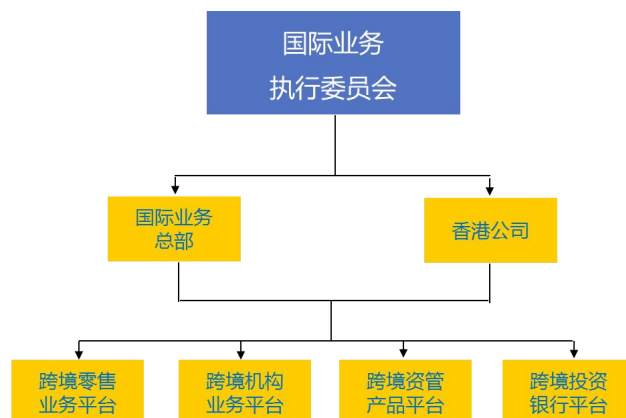 国际业务
执行委员会
国际业务
总部
香港公司
跨境零售
业务平台
跨境机构
业务平台
跨境资管
产品平台
跨境投资
银行平台